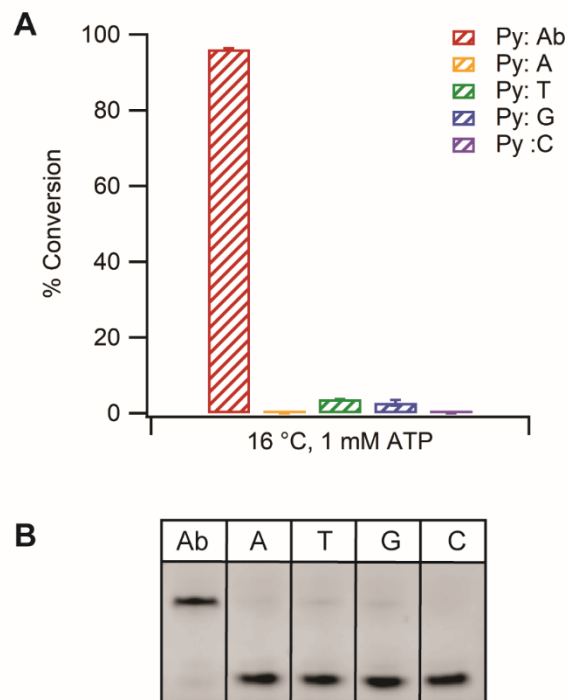 A
100
80
60
40
20
0
% Conversion
Py: Ab
Py: A
Py: T
Py: G
Py :C
16 °C, 1 mM ATP
B
Ab A T G C